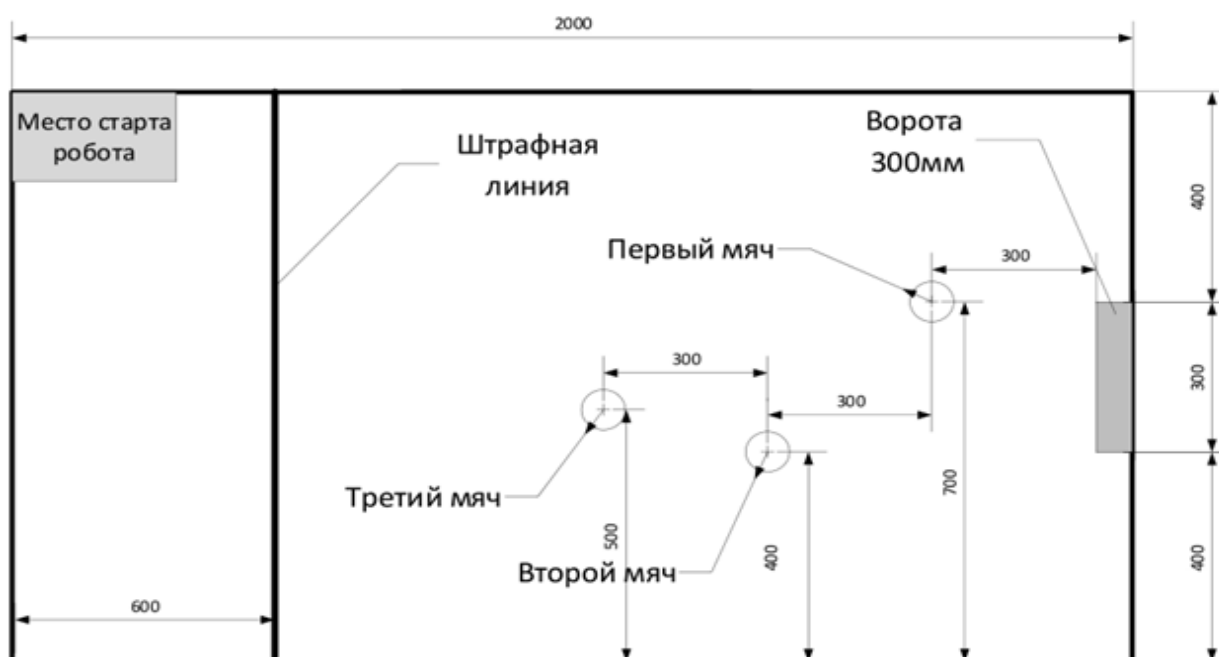 2000
Место старта
робота
Штрафная
линия
Ворота
300мм
400
Первый мяч
300
300
300
300
Третий мяч
500
Второй мяч
400
700
400
600